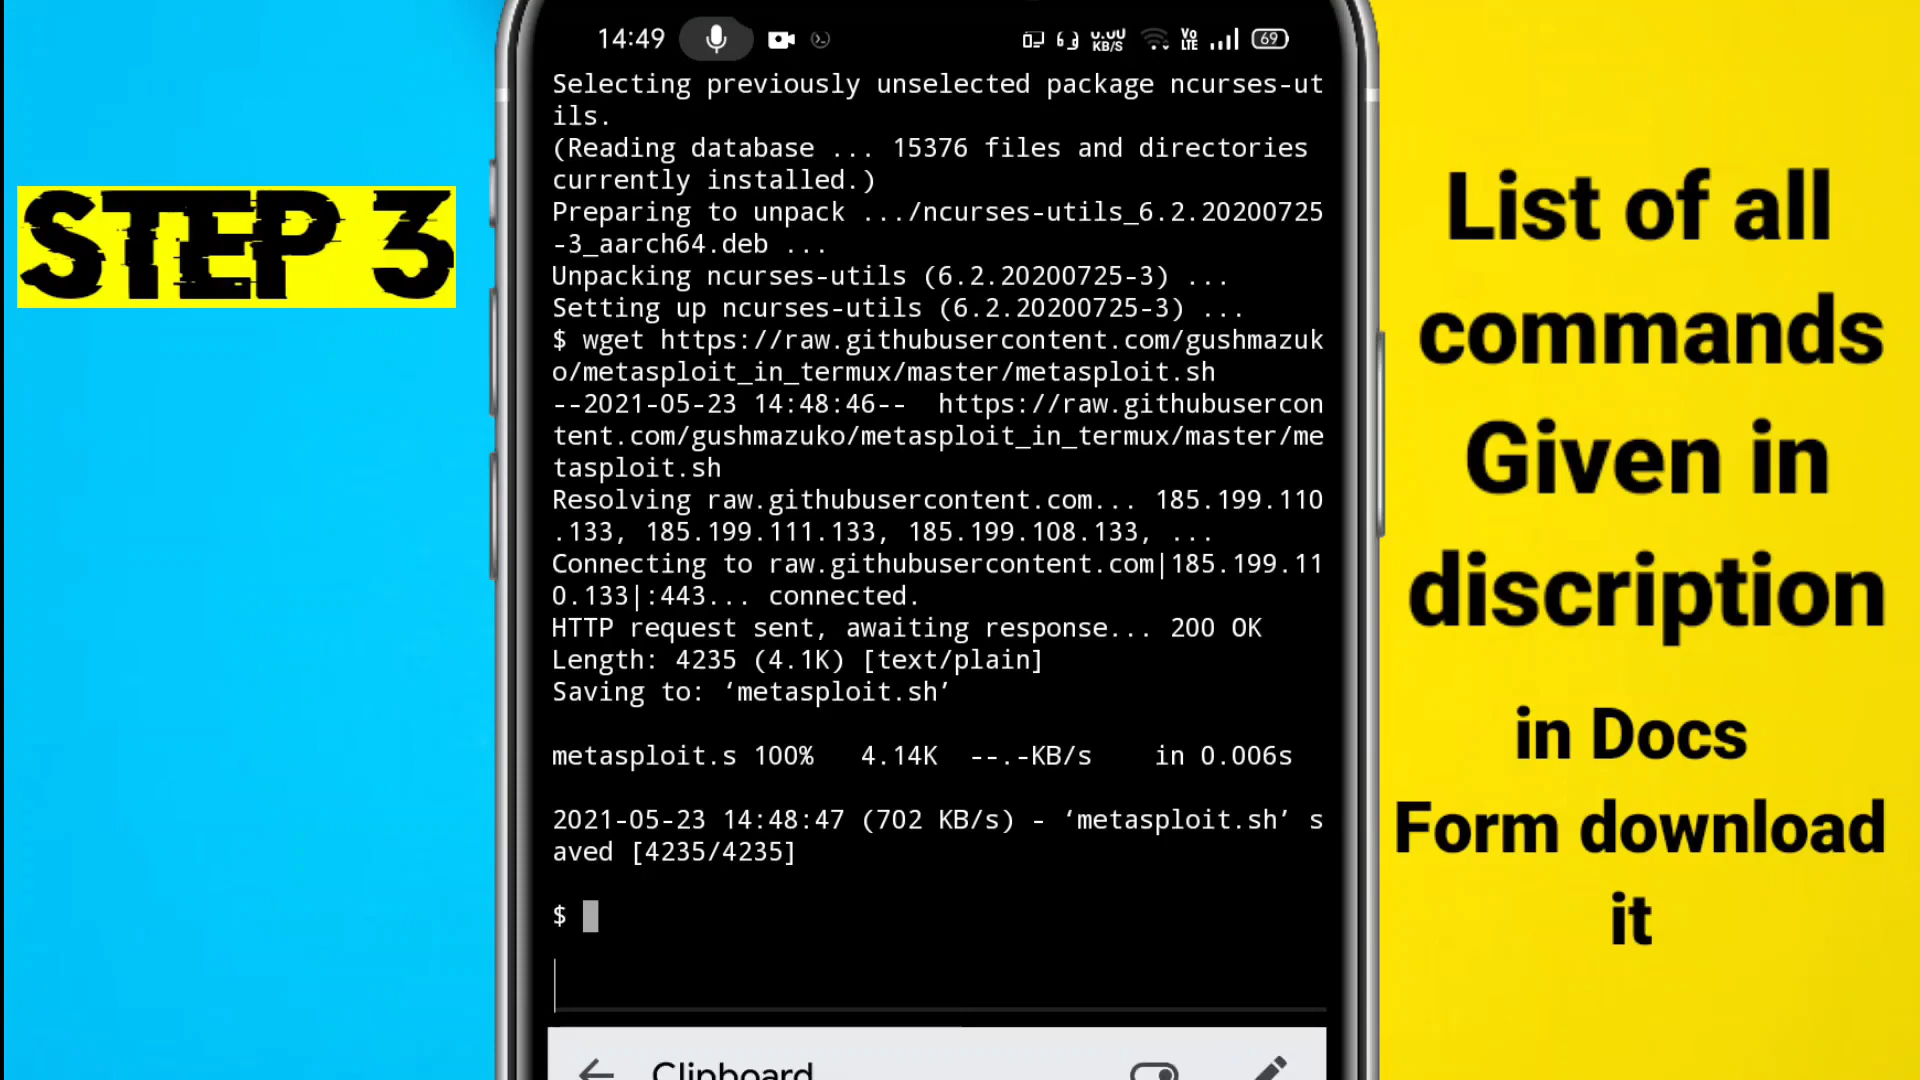 STEP 3
14:49
0.00 KB/S
Vo LTE
69
Selecting previously unselected package ncurses-ut
ils.
(Reading database ... 15376 files and directories
currently installed.)
Preparing to unpack .../ncurses-utils_6.2.20200725
-3_aarch64.deb ...
Unpacking ncurses-utils (6.2.20200725-3) ...
Setting up ncurses-utils (6.2.20200725-3) ...
$ wget https://raw.githubusercontent.com/gushmazuk
o/metasploit_in_termux/master/metasploit.sh
--2021-05-23 14:48:46--  https://raw.githubusercon
tent.com/gushmazuko/metasploit_in_termux/master/me
tasploit.sh
Resolving raw.githubusercontent.com... 185.199.110
.133, 185.199.111.133, 185.199.108.133, ...
Connecting to raw.githubusercontent.com|185.199.11
0.133|:443... connected.
HTTP request sent, awaiting response... 200 OK
Length: 4235 (4.1K) [text/plain]
Saving to: ‘metasploit.sh’
metasploit.s 100%   4.14K  --.-KB/s    in 0.006s
2021-05-23 14:48:47 (702 KB/s) - ‘metasploit.sh’ s
aved [4235/4235]
$
Clipboard
List of all
commands
Given in
discription
in Docs
Form download
it